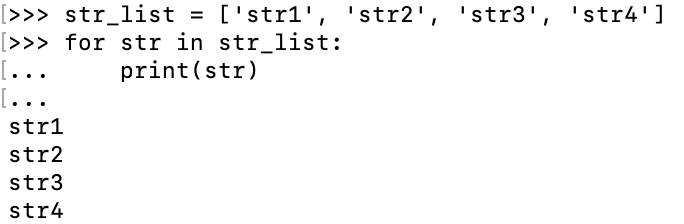 [>>> str_list = ['str1', 'str2', 'str3', 'str4']
[>>> for str in str_list:
[...     print(str)
[...
str1
str2
str3
str4